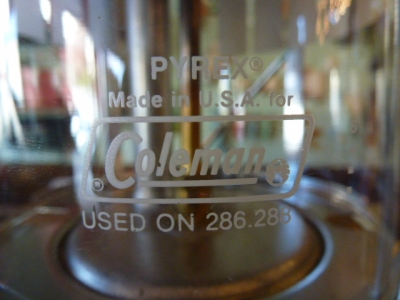 PYREX®
Made in U.S.A. for
Coleman®
USED ON 286.288